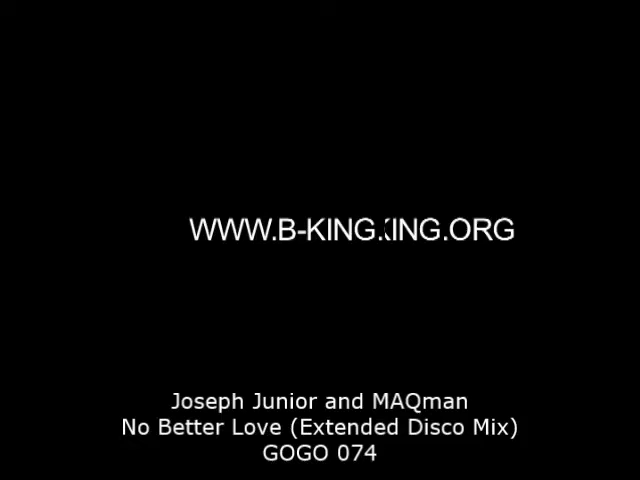 WWW.B-KING.KING.ORG
Joseph Junior and MAQman
No Better Love (Extended Disco Mix)
GOGO 074